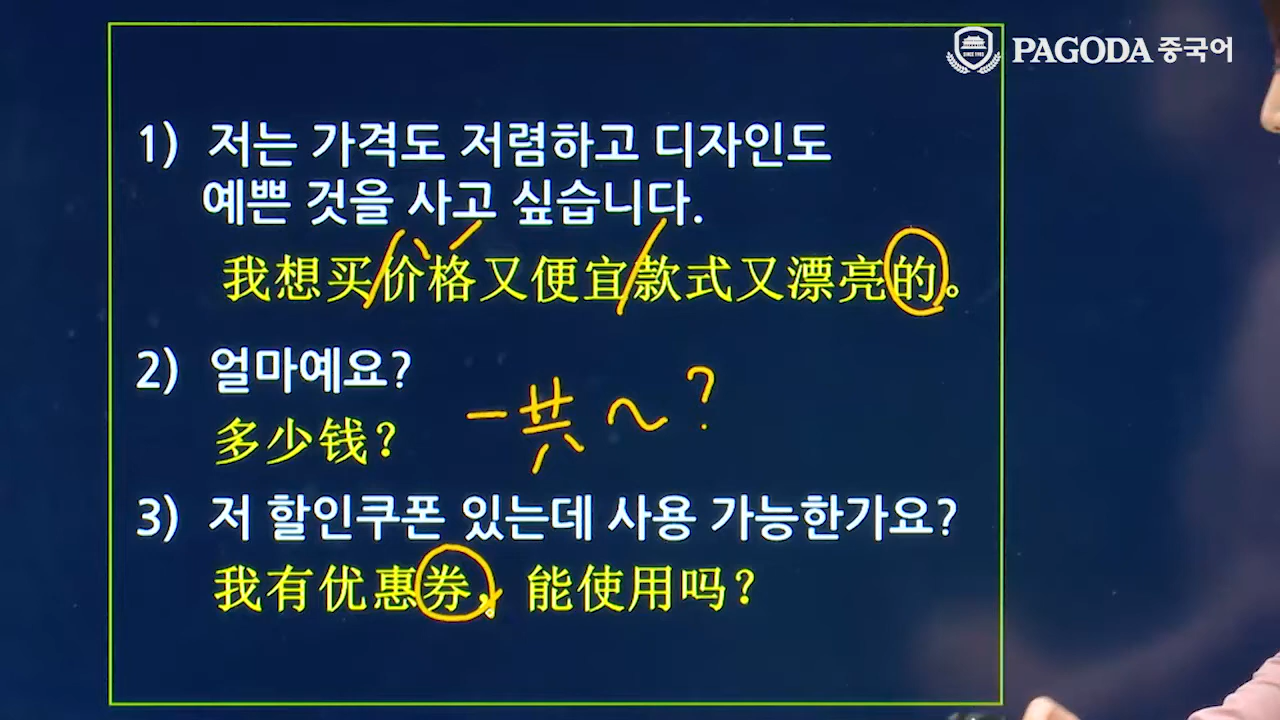 PAGODA 중국어
1) 저는 가격도 저렴하고 디자인도
예쁜 것을 사고 싶습니다.
我想买价格又便宜款式又漂亮的。
2) 얼마예요?
多少钱?
一共～?
3) 저 할인쿠폰 있는데 사용 가능한가요?
我有优惠券，能使用吗?